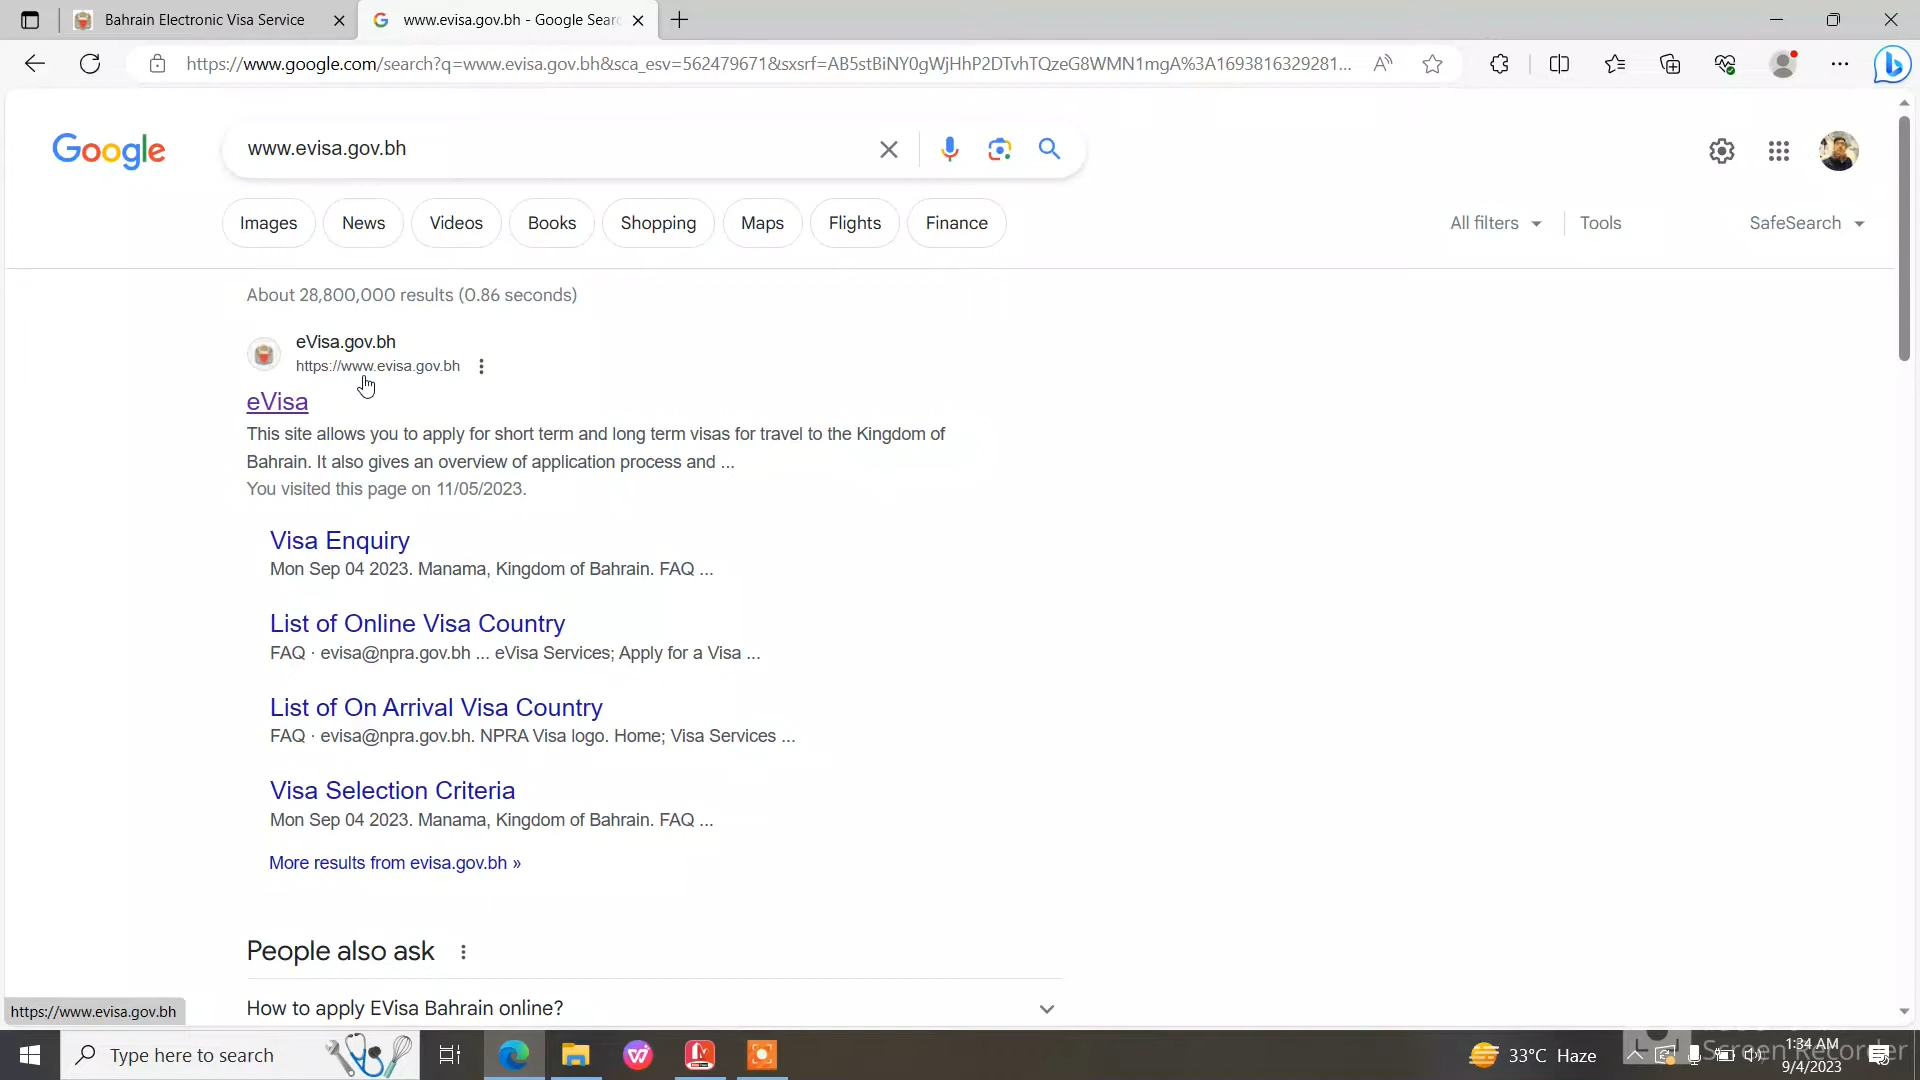 Bahrain Electronic Visa Service
www.evisa.gov.bh - Google Sear
https://www.google.com/search?q=www.evisa.gov.bh&sca_esv=562479671&sxsrf=AB5stBiNY0gWjHhP2DTvhTQzeG8WMN1mgA%3A1693816329281...
Google
www.evisa.gov.bh
Images
News
Videos
Books
Shopping
Maps
Flights
Finance
All filters
Tools
SafeSearch
About 28,800,000 results (0.86 seconds)
eVisa.gov.bh
https://www.evisa.gov.bh
eVisa
This site allows you to apply for short term and long term visas for travel to the Kingdom of
Bahrain. It also gives an overview of application process and ...
You visited this page on 11/05/2023.
Visa Enquiry
Mon Sep 04 2023. Manama, Kingdom of Bahrain. FAQ ...
List of Online Visa Country
FAQ · evisa@npra.gov.bh ... eVisa Services; Apply for a Visa ...
List of On Arrival Visa Country
FAQ · evisa@npra.gov.bh. NPRA Visa logo. Home; Visa Services ...
Visa Selection Criteria
Mon Sep 04 2023. Manama, Kingdom of Bahrain. FAQ ...
More results from evisa.gov.bh »
People also ask
How to apply EVisa Bahrain online?
https://www.evisa.gov.bh
Type here to search
33°C Haze
Screen Recorder
1:34 AM
9/4/2023